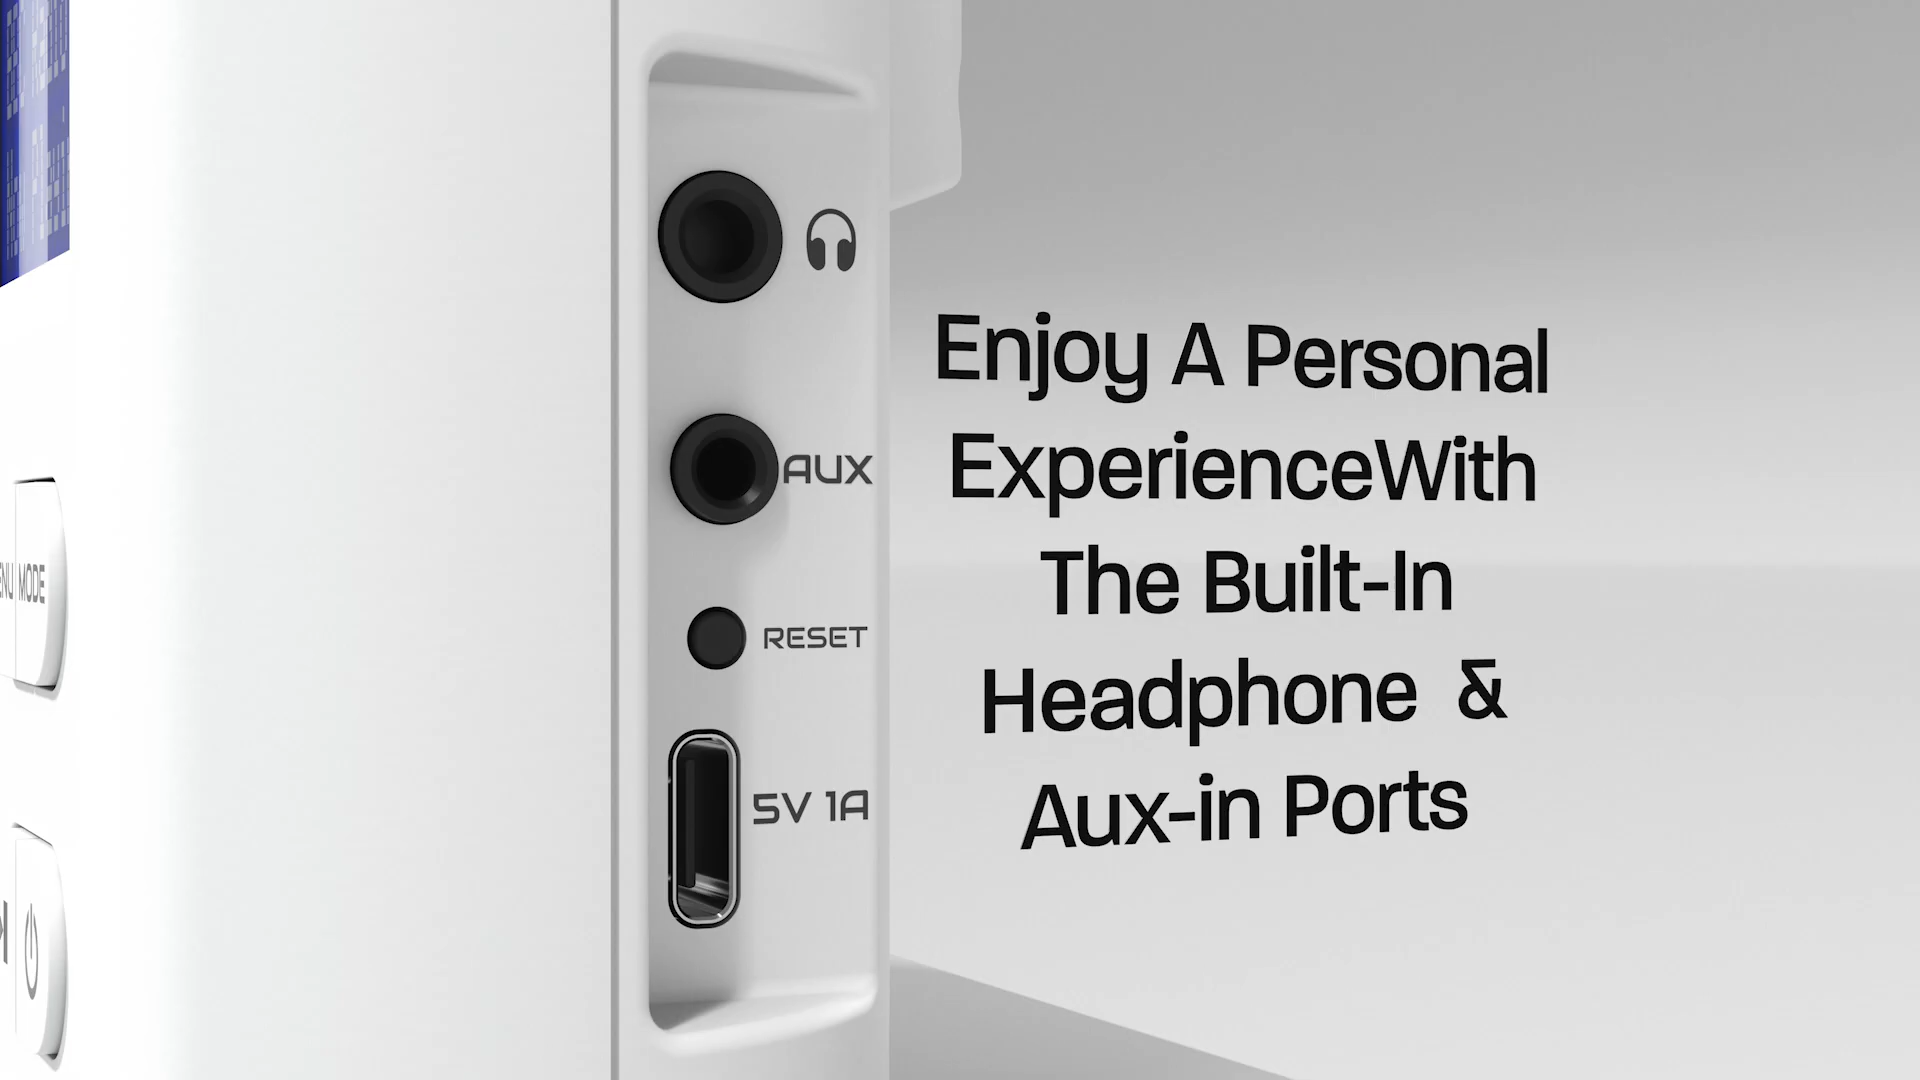 AUX
RESET
5V 1A
MODE
Enjoy A Personal
ExperienceWith
The Built-In
Headphone &
Aux-in Ports